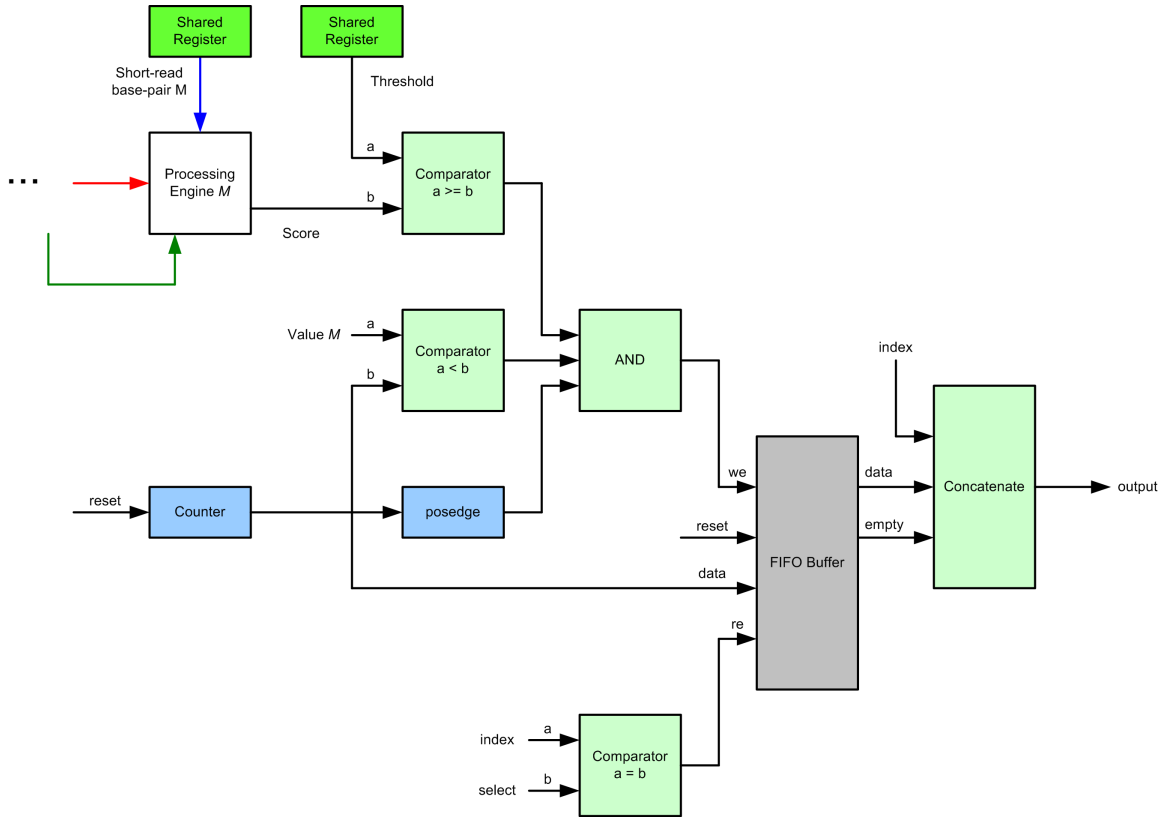 Shared
Register
Shared
Register
Short-read
base-pair M
Threshold
a
Processing
Engine M
Comparator
a >= b
b
Score
...
Value M
a
Comparator
a < b
b
AND
index
reset
Counter
posedge
we
reset
data
re
FIFO Buffer
data
empty
Concatenate
output
index
a
select
b
Comparator
a = b